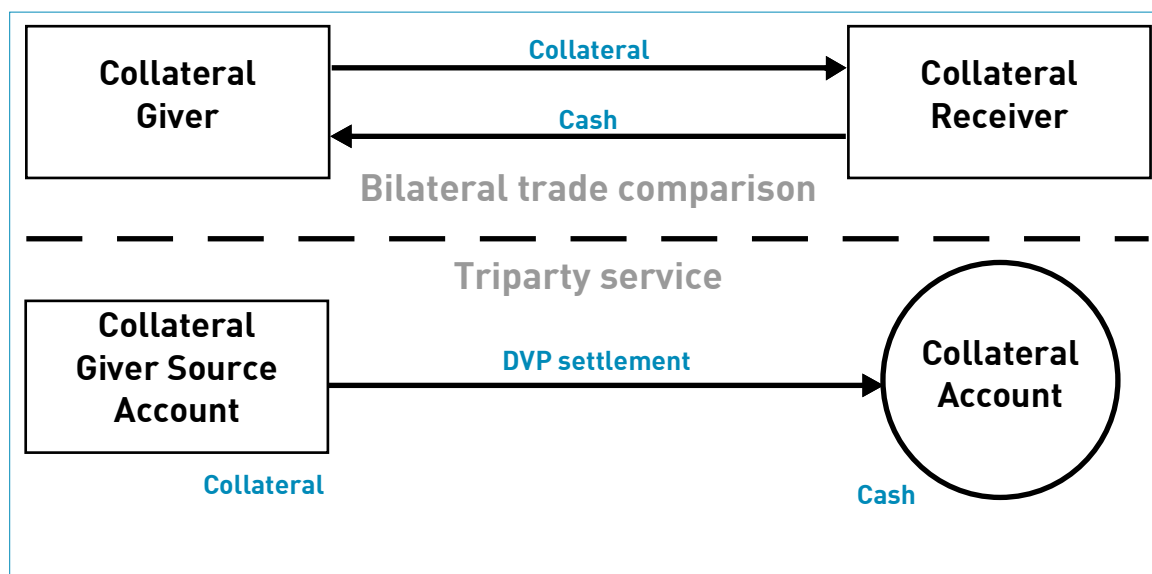 Collateral
Giver
Collateral
Cash
Collateral
Receiver
Bilateral trade comparison
Triparty service
Collateral
Giver Source
Account
DVP settlement
Collateral
Account
Collateral
Cash